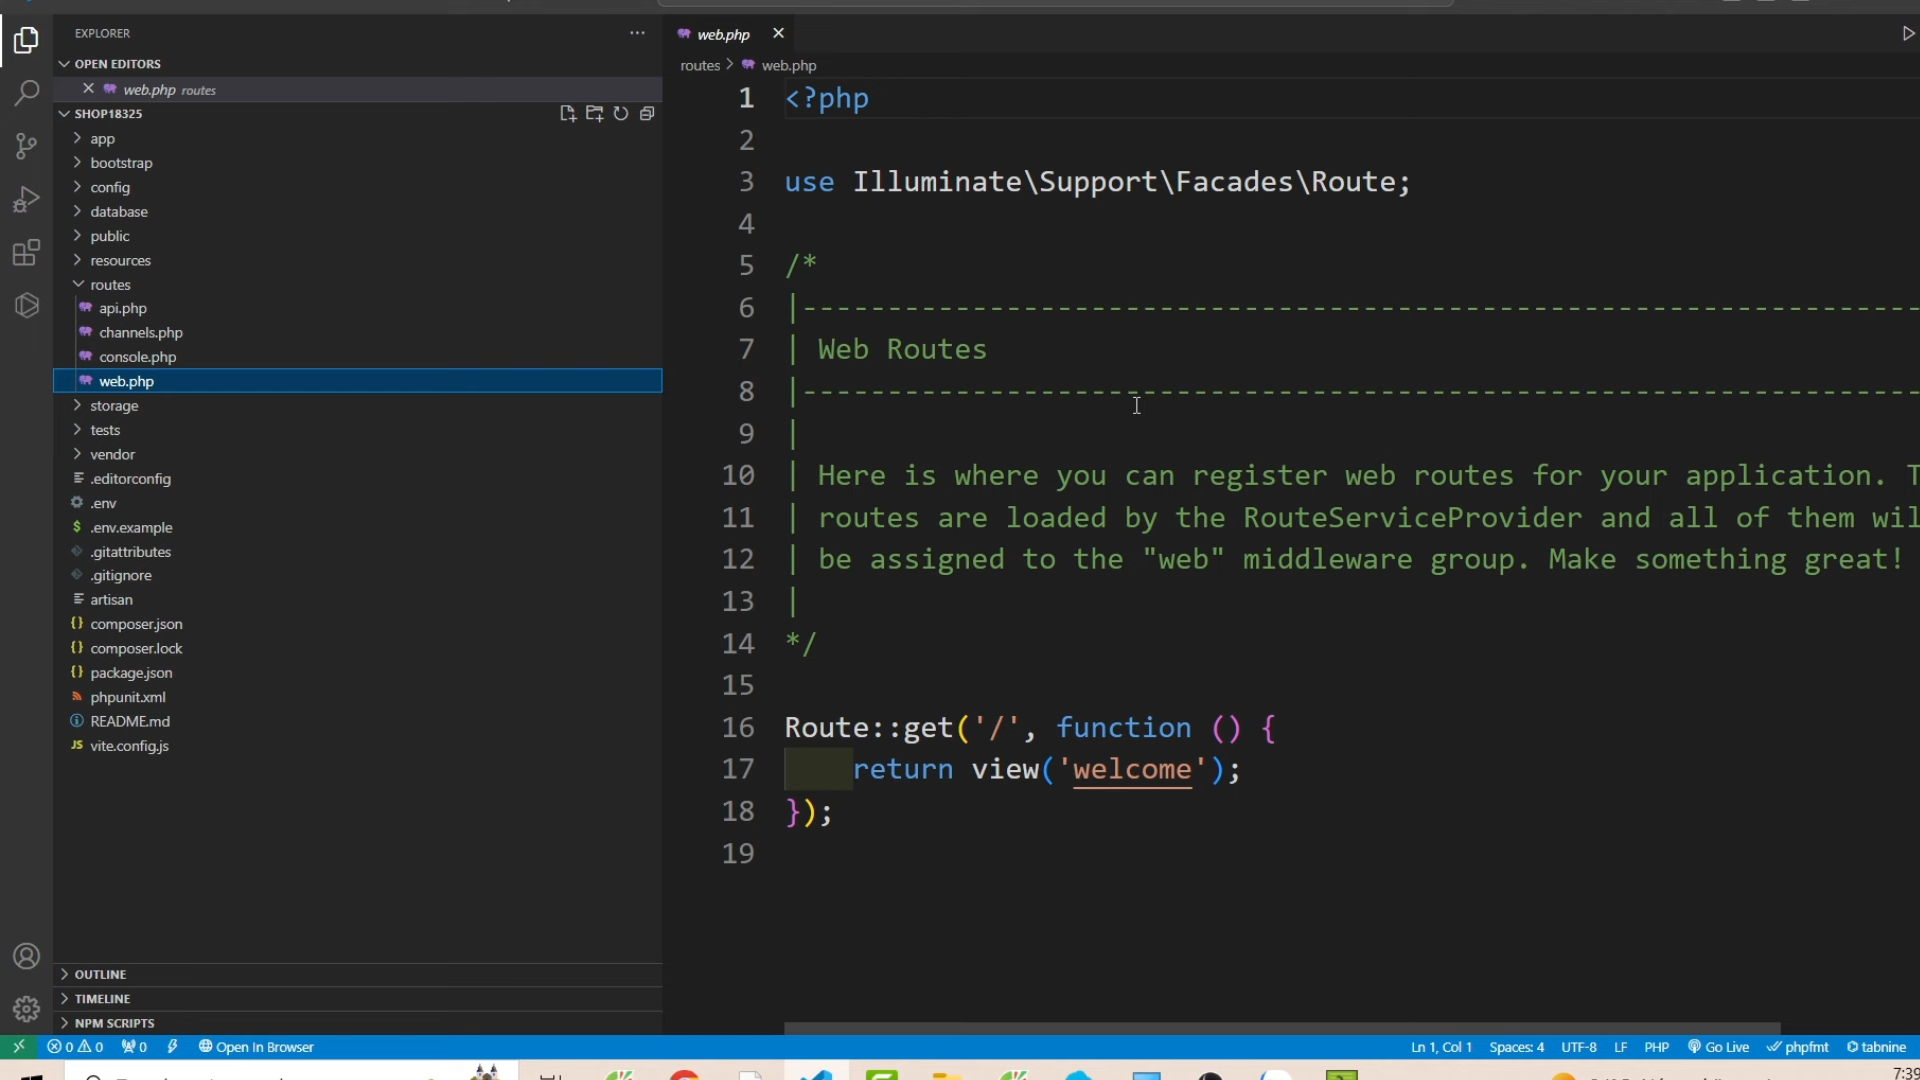 EXPLORER
OPEN EDITORS
web.php routes
SHOP18325
app
bootstrap
config
database
public
resources
routes
api.php
channels.php
console.php
web.php
storage
tests
vendor
.editorconfig
.env
$ .env.example
.gitattributes
.gitignore
artisan
{} composer.json
{} composer.lock
{} package.json
phpunit.xml
README.md
JS vite.config.js
OUTLINE
TIMELINE
NPM SCRIPTS
web.php
routes > web.php
1 <?php
2
3 use Illuminate\Support\Facades\Route;
4
5 /*
6 |--------------------------------------------------------------------------
7 | Web Routes
8 |--------------------------------------------------------------------------
9 |
10 | Here is where you can register web routes for your application. T
11 | routes are loaded by the RouteServiceProvider and all of them wil
12 | be assigned to the "web" middleware group. Make something great!
13 |
14 */
15
16 Route::get('/', function () {
17 return view('welcome');
18 });
19
0 0 0 Open In Browser Ln 1, Col 1 Spaces: 4 UTF-8 LF PHP Go Live phpfmt tabnine
7:39